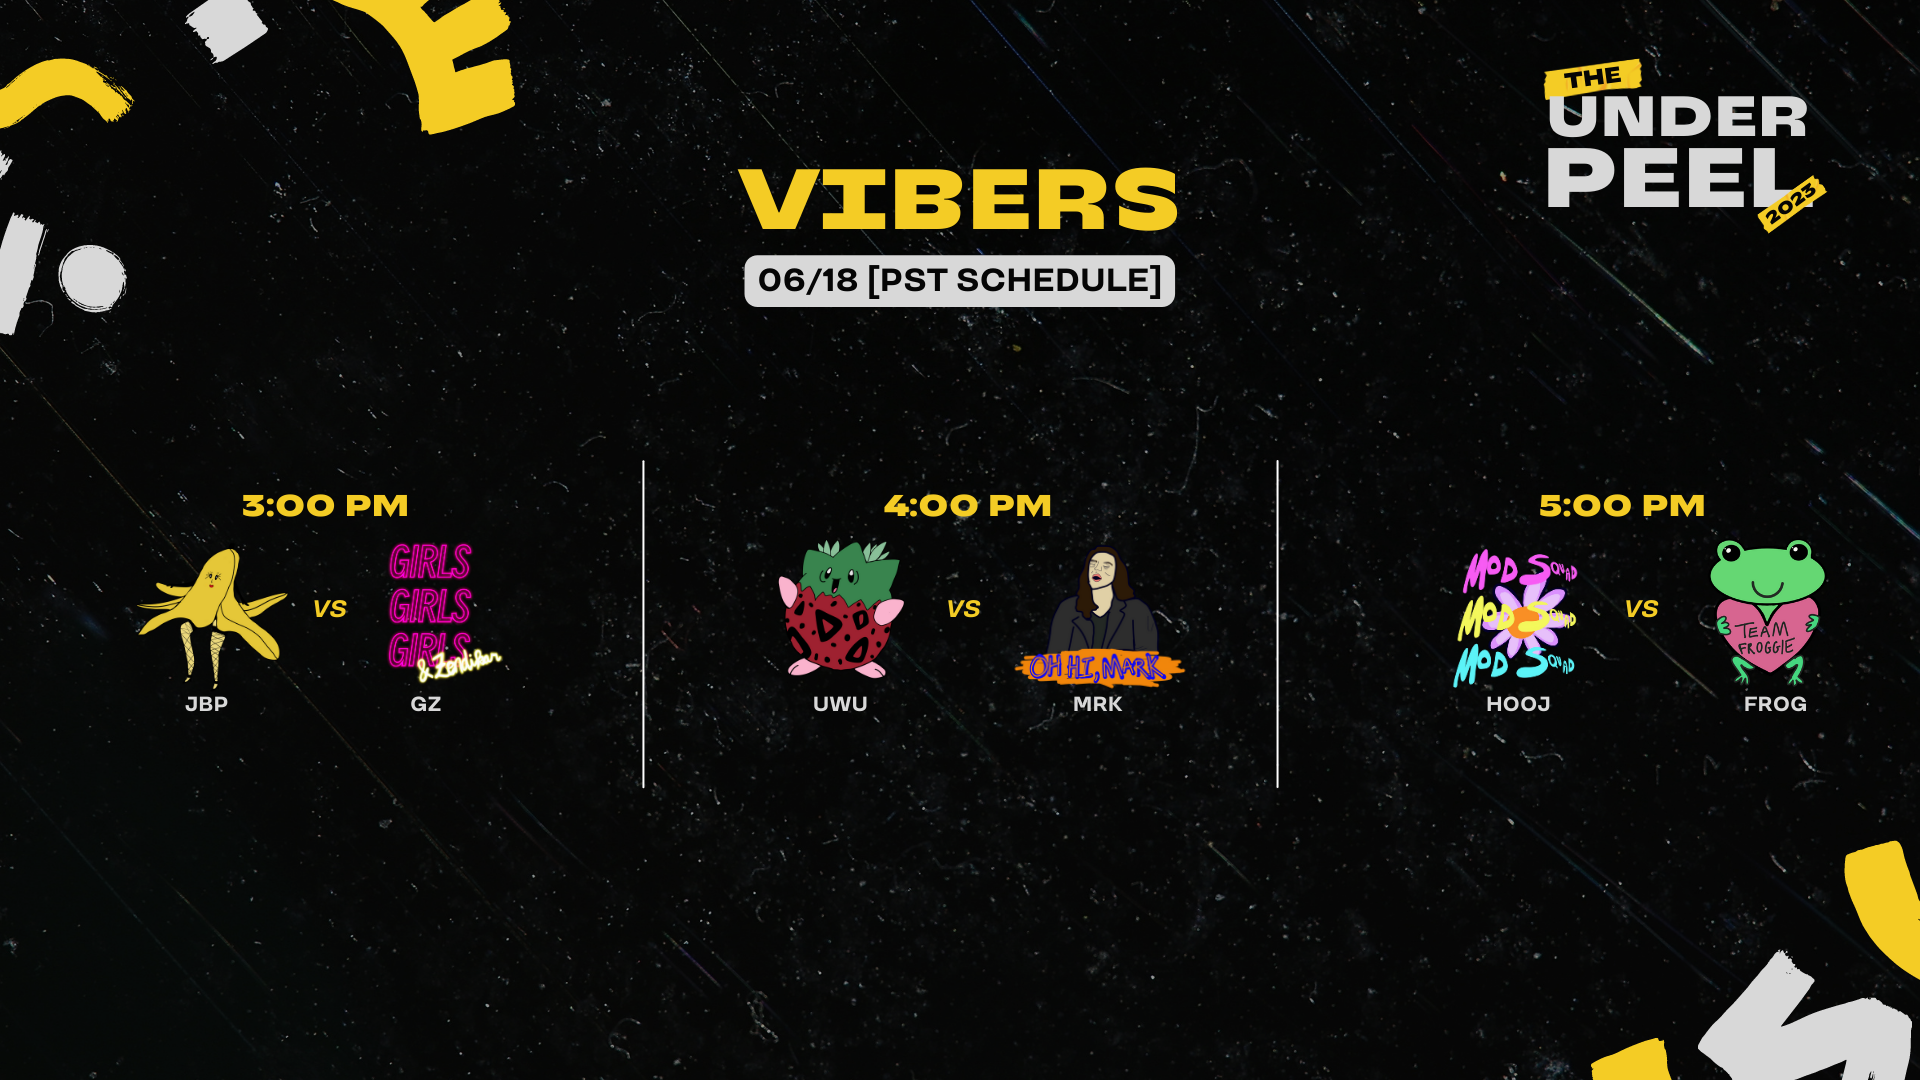 THE
UNDER
PEEL
2023
VIBERS
06/18 [PST SCHEDULE]
3:00 PM
VS
GIRLS
GIRLS
GIRLS
& Zendikar
JBP
GZ
4:00 PM
VS
OH HI, MARK
UWU
MRK
5:00 PM
MOD SQUAD
MOD SQUAD
MOD SQUAD
VS
TEAM
FROGGIE
HOOJ
FROG